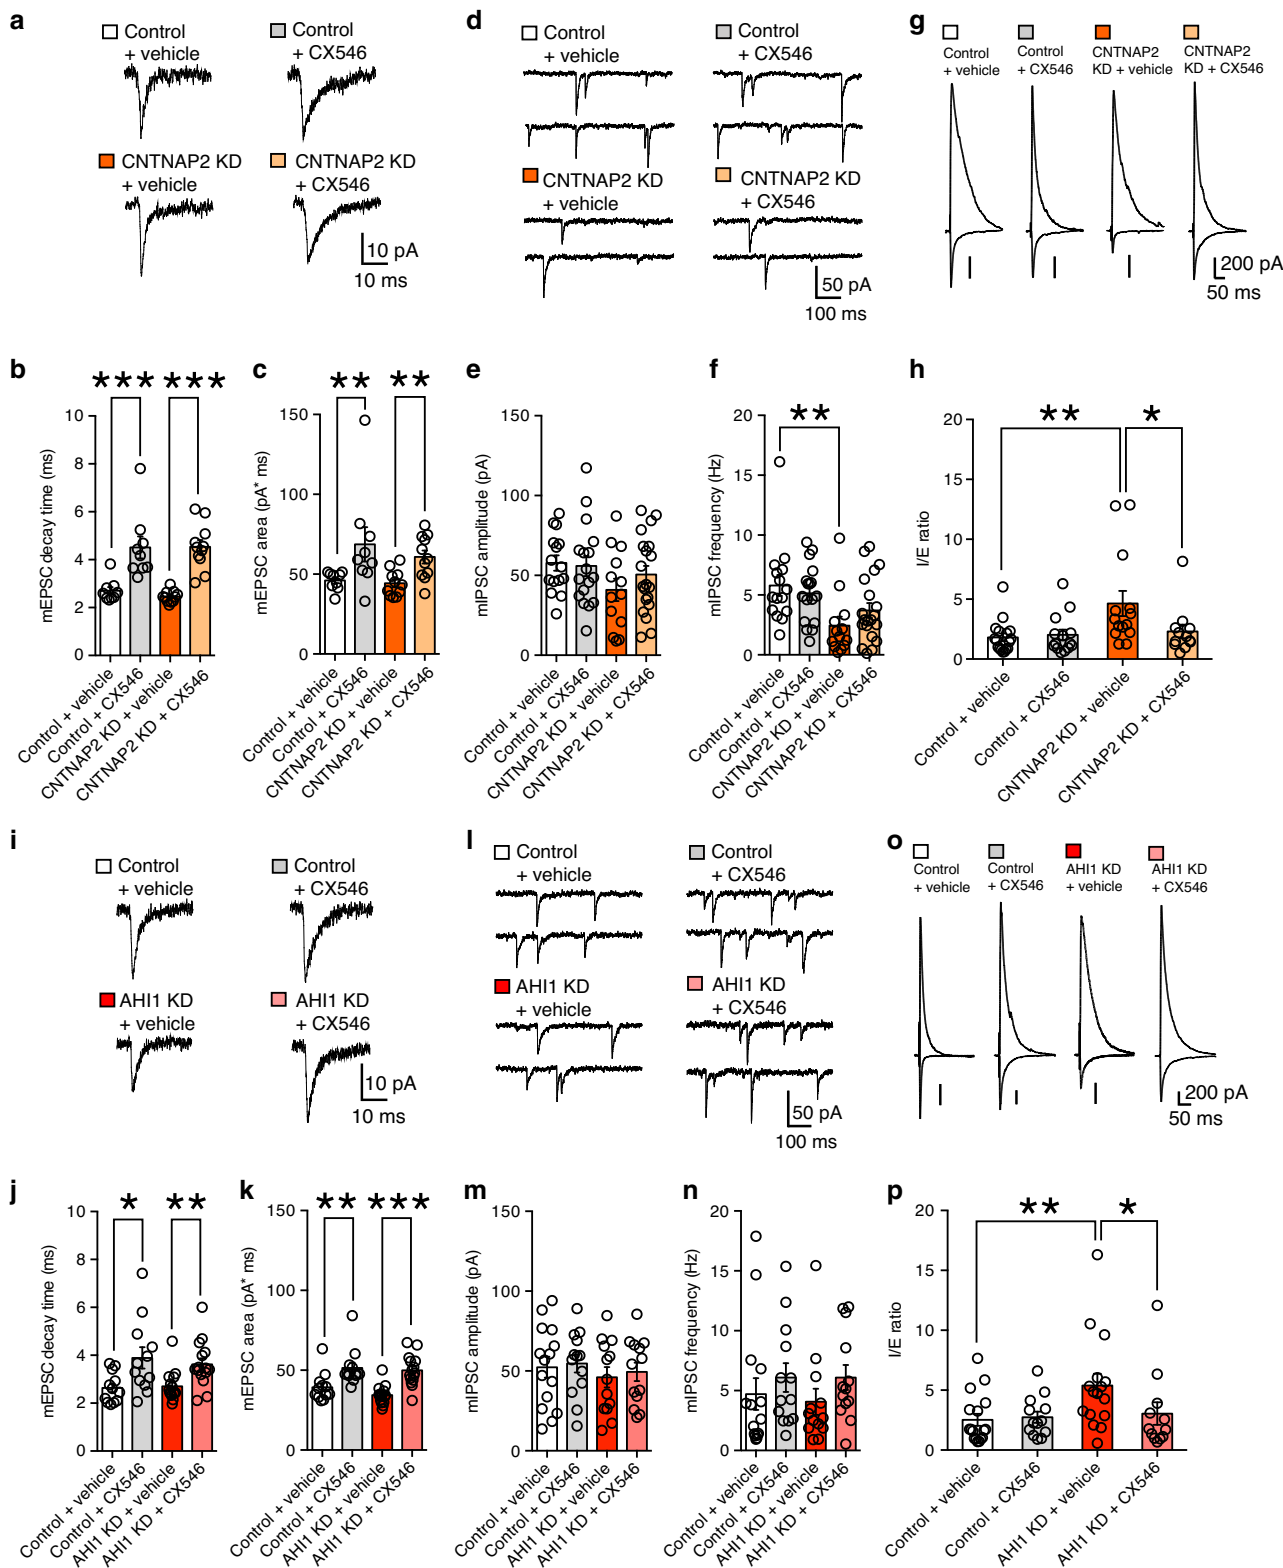 a
Control
+ vehicle
Control
+ CX546
CNTNAP2 KD
+ vehicle
CNTNAP2 KD
+ CX546
10 pA
10 ms
d
Control
+ vehicle
Control
+ CX546
CNTNAP2 KD
+ vehicle
CNTNAP2 KD
+ CX546
50 pA
100 ms
g
Control
+ vehicle
Control
+ CX546
CNTNAP2
KD + vehicle
CNTNAP2
KD + CX546
200 pA
50 ms
b
*** ***
mEPSC decay time (ms)
10
8
6
4
2
0
Control + vehicle
Control + CX546
CNTNAP2 KD + vehicle
CNTNAP2 KD + CX546
c
** **
mEPSC area (pA* ms)
150
100
50
0
Control + vehicle
Control + CX546
CNTNAP2 KD + vehicle
CNTNAP2 KD + CX546
e
mIPSC amplitude (pA)
150
100
50
0
Control + vehicle
Control + CX546
CNTNAP2 KD + vehicle
CNTNAP2 KD + CX546
f
**
mIPSC frequency (Hz)
20
15
10
5
0
Control + vehicle
Control + CX546
CNTNAP2 KD + vehicle
CNTNAP2 KD + CX546
h
** *
I/E ratio
20
15
10
5
0
Control + vehicle
Control + CX546
CNTNAP2 KD + vehicle
CNTNAP2 KD + CX546
i
Control
+ vehicle
Control
+ CX546
AHI1 KD
+ vehicle
AHI1 KD
+ CX546
10 pA
10 ms
l
Control
+ vehicle
Control
+ CX546
AHI1 KD
+ vehicle
AHI1 KD
+ CX546
50 pA
100 ms
o
Control
+ vehicle
Control
+ CX546
AHI1 KD
+ vehicle
AHI1 KD
+ CX546
200 pA
50 ms
j
* **
mEPSC decay time (ms)
10
8
6
4
2
0
Control + vehicle
Control + CX546
AHI1 KD + vehicle
AHI1 KD + CX546
k
** ***
mEPSC area (pA* ms)
150
100
50
0
Control + vehicle
Control + CX546
AHI1 KD + vehicle
AHI1 KD + CX546
m
mIPSC amplitude (pA)
150
100
50
0
Control + vehicle
Control + CX546
AHI1 KD + vehicle
AHI1 KD + CX546
n
mIPSC frequency (Hz)
20
15
10
5
0
Control + vehicle
Control + CX546
AHI1 KD + vehicle
AHI1 KD + CX546
p
** *
I/E ratio
20
15
10
5
0
Control + vehicle
Control + CX546
AHI1 KD + vehicle
AHI1 KD + CX546